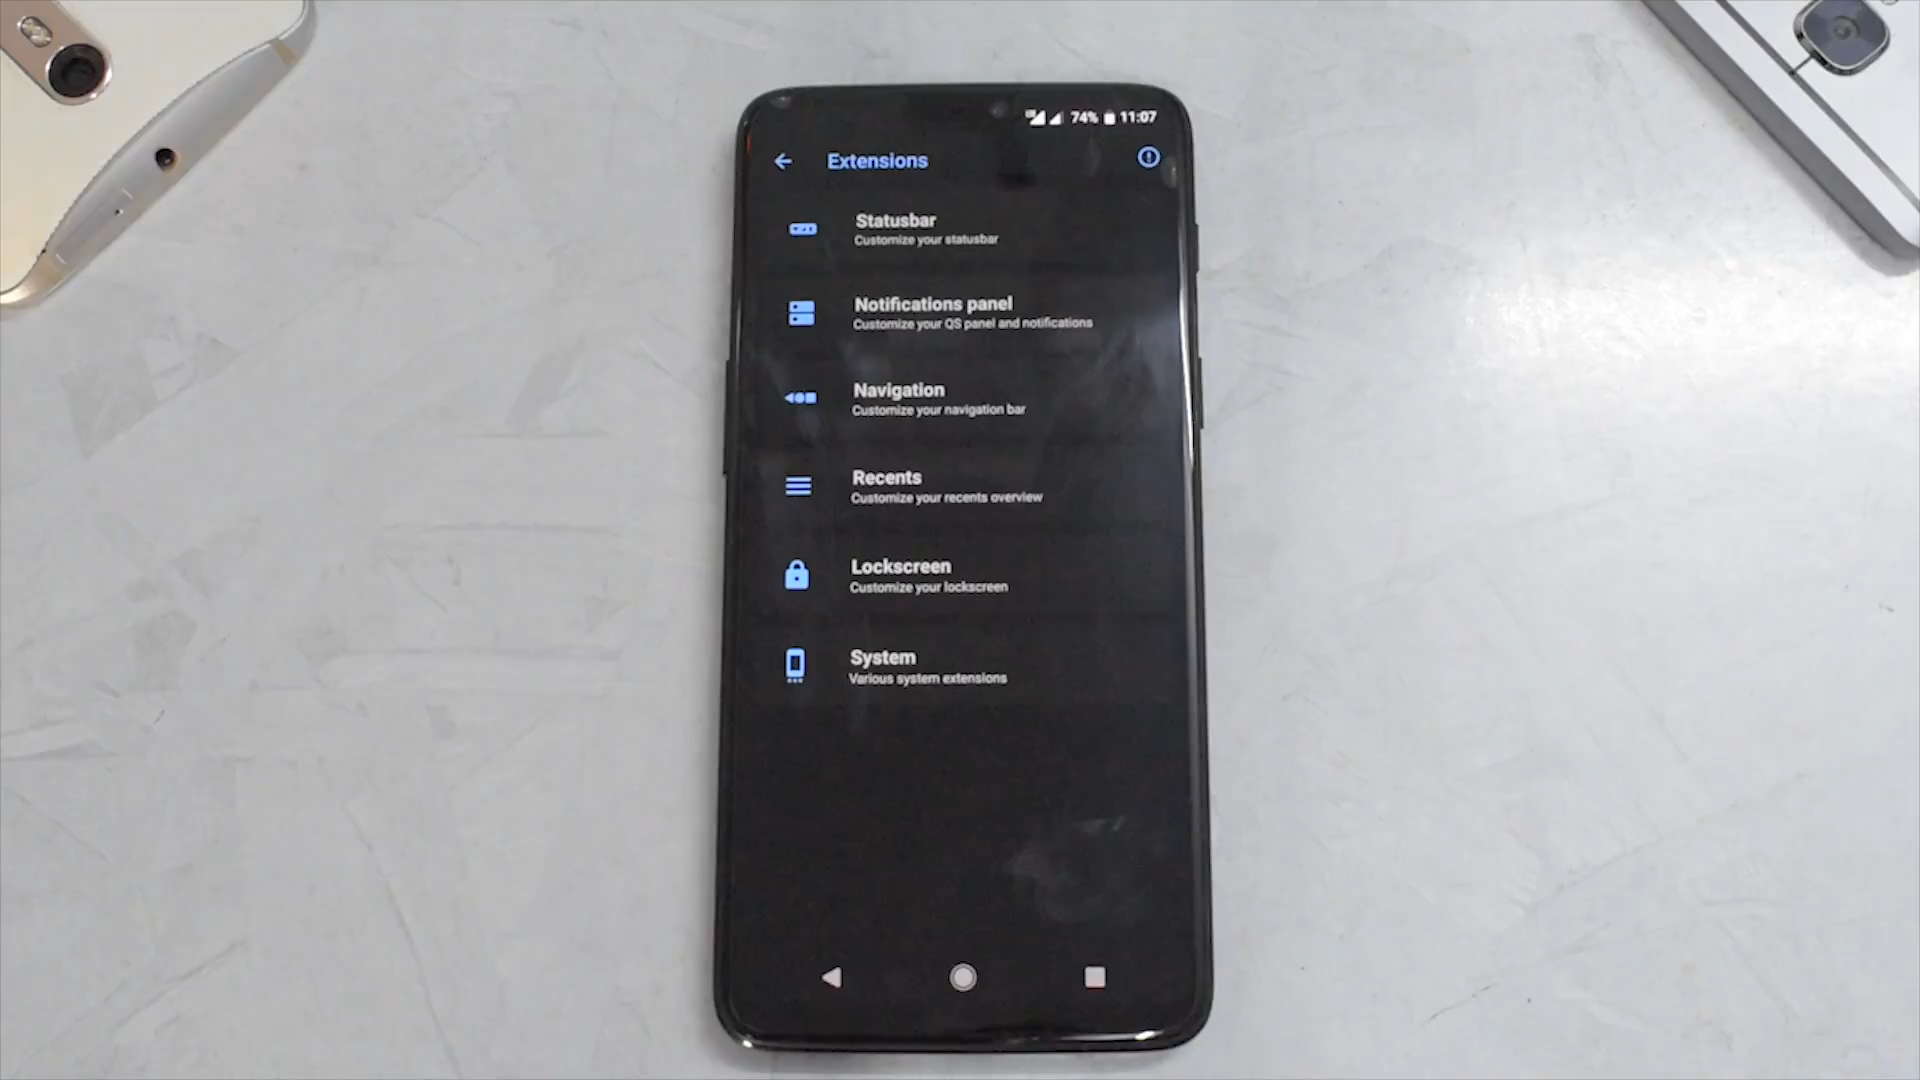 74% 11:07
Extensions
Statusbar
Customize your statusbar
Notifications panel
Customize your QS panel and notifications
Navigation
Customize your navigation bar
Recents
Customize your recents overview
Lockscreen
Customize your lockscreen
System
Various system extensions